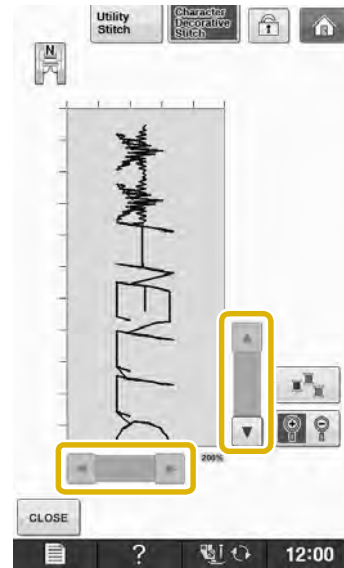 Utility
Stitch
Character
Decorative
Stitch
N
HELLO
200%
CLOSE
?
12:00